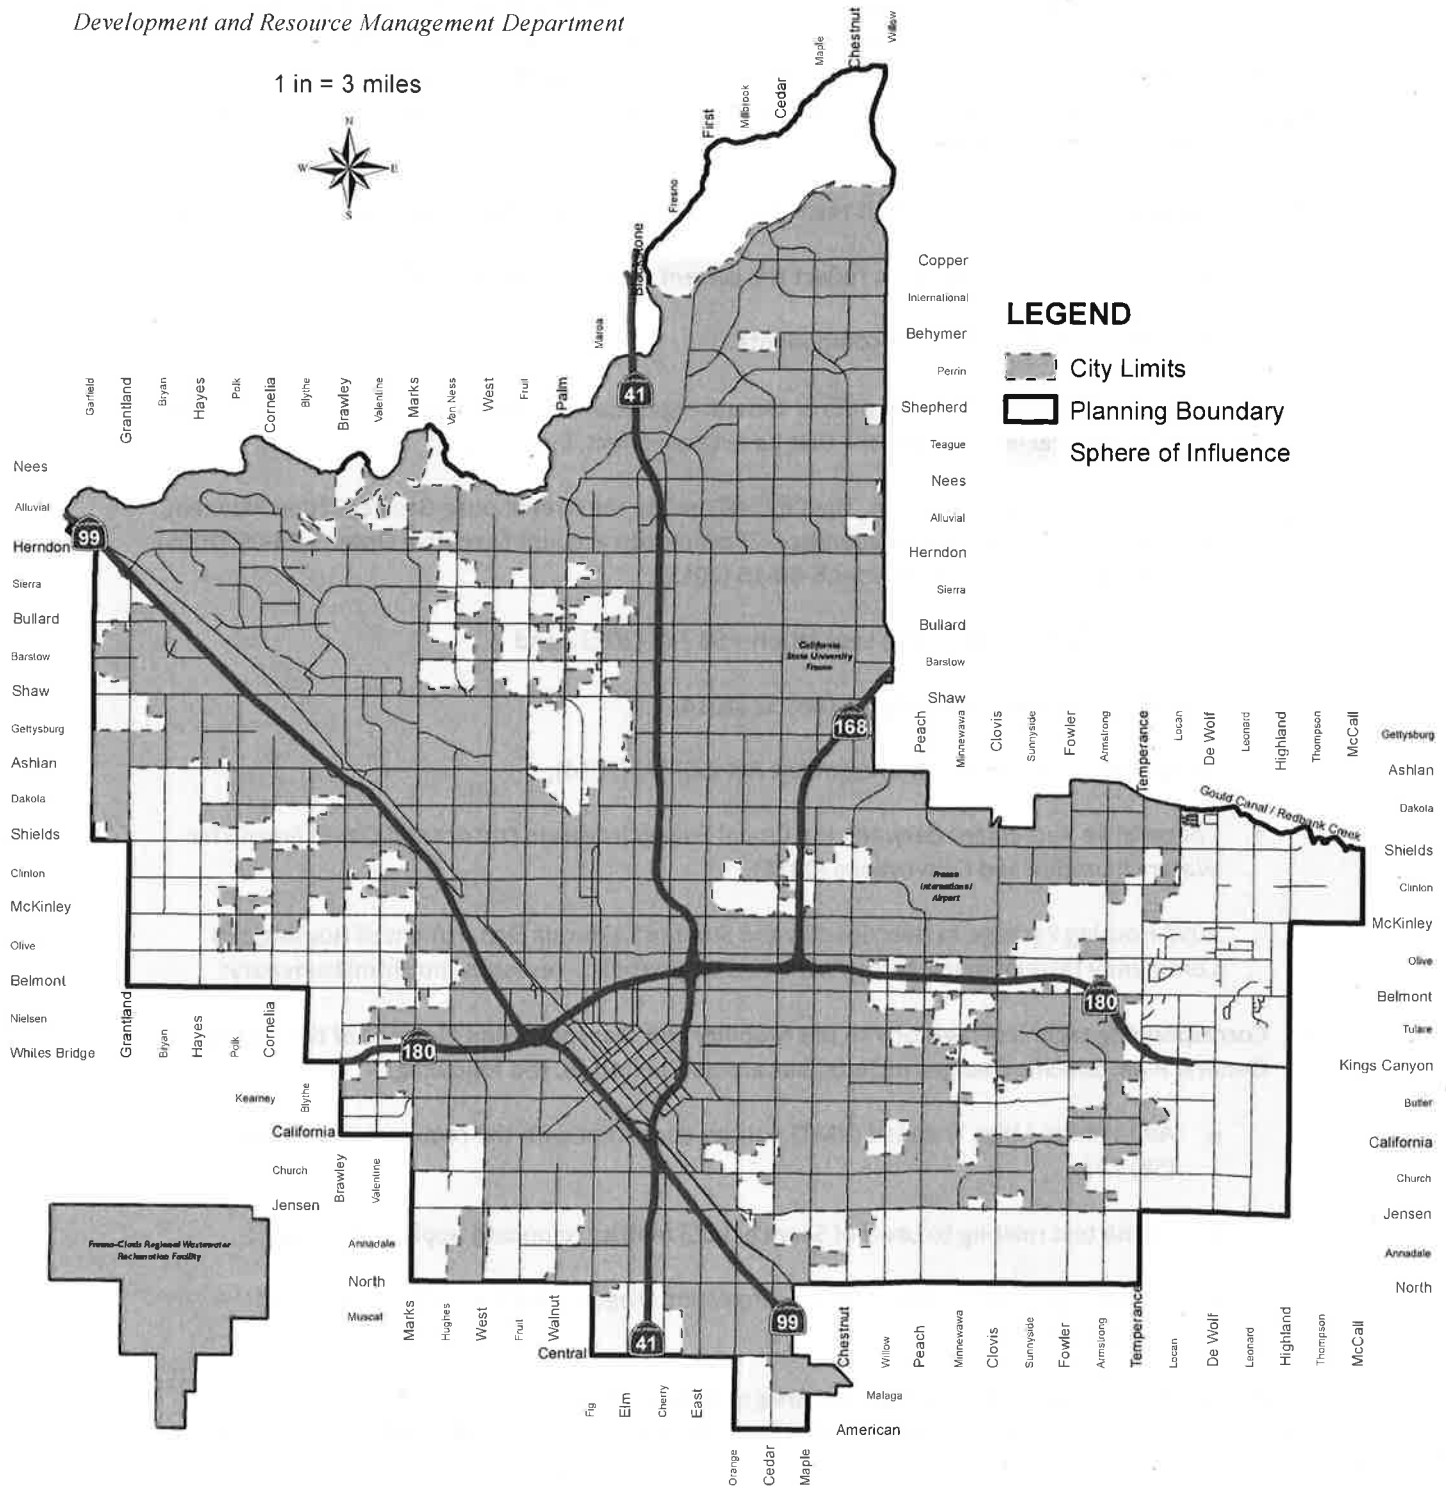 Development and Resource Management Department
1 in = 3 miles
N
W E
S
Blackstone
Fresno
First
Millbrook
Cedar
Maple
Chestnut
Willow
Copper
International
Behymer
Perrin
Shepherd
Teague
Nees
Alluvial
Herndon
Sierra
Bullard
Barstow
Shaw
LEGEND
City Limits
Planning Boundary
Sphere of Influence
Garfield
Grantland
Bryan
Hayes
Polk
Cornelia
Blythe
Brawley
Valentine
Marks
Van Ness
West
Fruit
Palm
Maroa
41
Nees
Alluvial
Herndon
99
Sierra
Bullard
Barstow
Shaw
Gettysburg
Ashlan
Dakota
Shields
Clinton
McKinley
Olive
Belmont
Nielsen
Whites Bridge
California
State University
Fresno
168
Peach
Minnewawa
Clovis
Sunnyside
Fowler
Armstrong
Temperance
Locan
De Wolf
Leonard
Highland
Thompson
McCall
Gettysburg
Ashlan
Dakota
Shields
Clinton
McKinley
Olive
Belmont
Tulare
Kings Canyon
Butler
California
Church
Jensen
Annadale
North
Gould Canal / Redbank Creek
Fresno
International
Airport
180
180
Grantland
Bryan
Hayes
Polk
Cornelia
Kearney
Blythe
California
Church
Brawley
Valentine
Jensen
Annadale
North
Muscat
Marks
Hughes
West
Fruit
Walnut
Central
41
99
Fig
Elm
Cherry
East
Orange
Cedar
Maple
Chestnut
Willow
Peach
Minnewawa
Clovis
Sunnyside
Fowler
Armstrong
Temperance
Locan
De Wolf
Leonard
Highland
Thompson
McCall
Malaga
American
Fresno-Clovis Regional Wastewater
Reclamation Facility